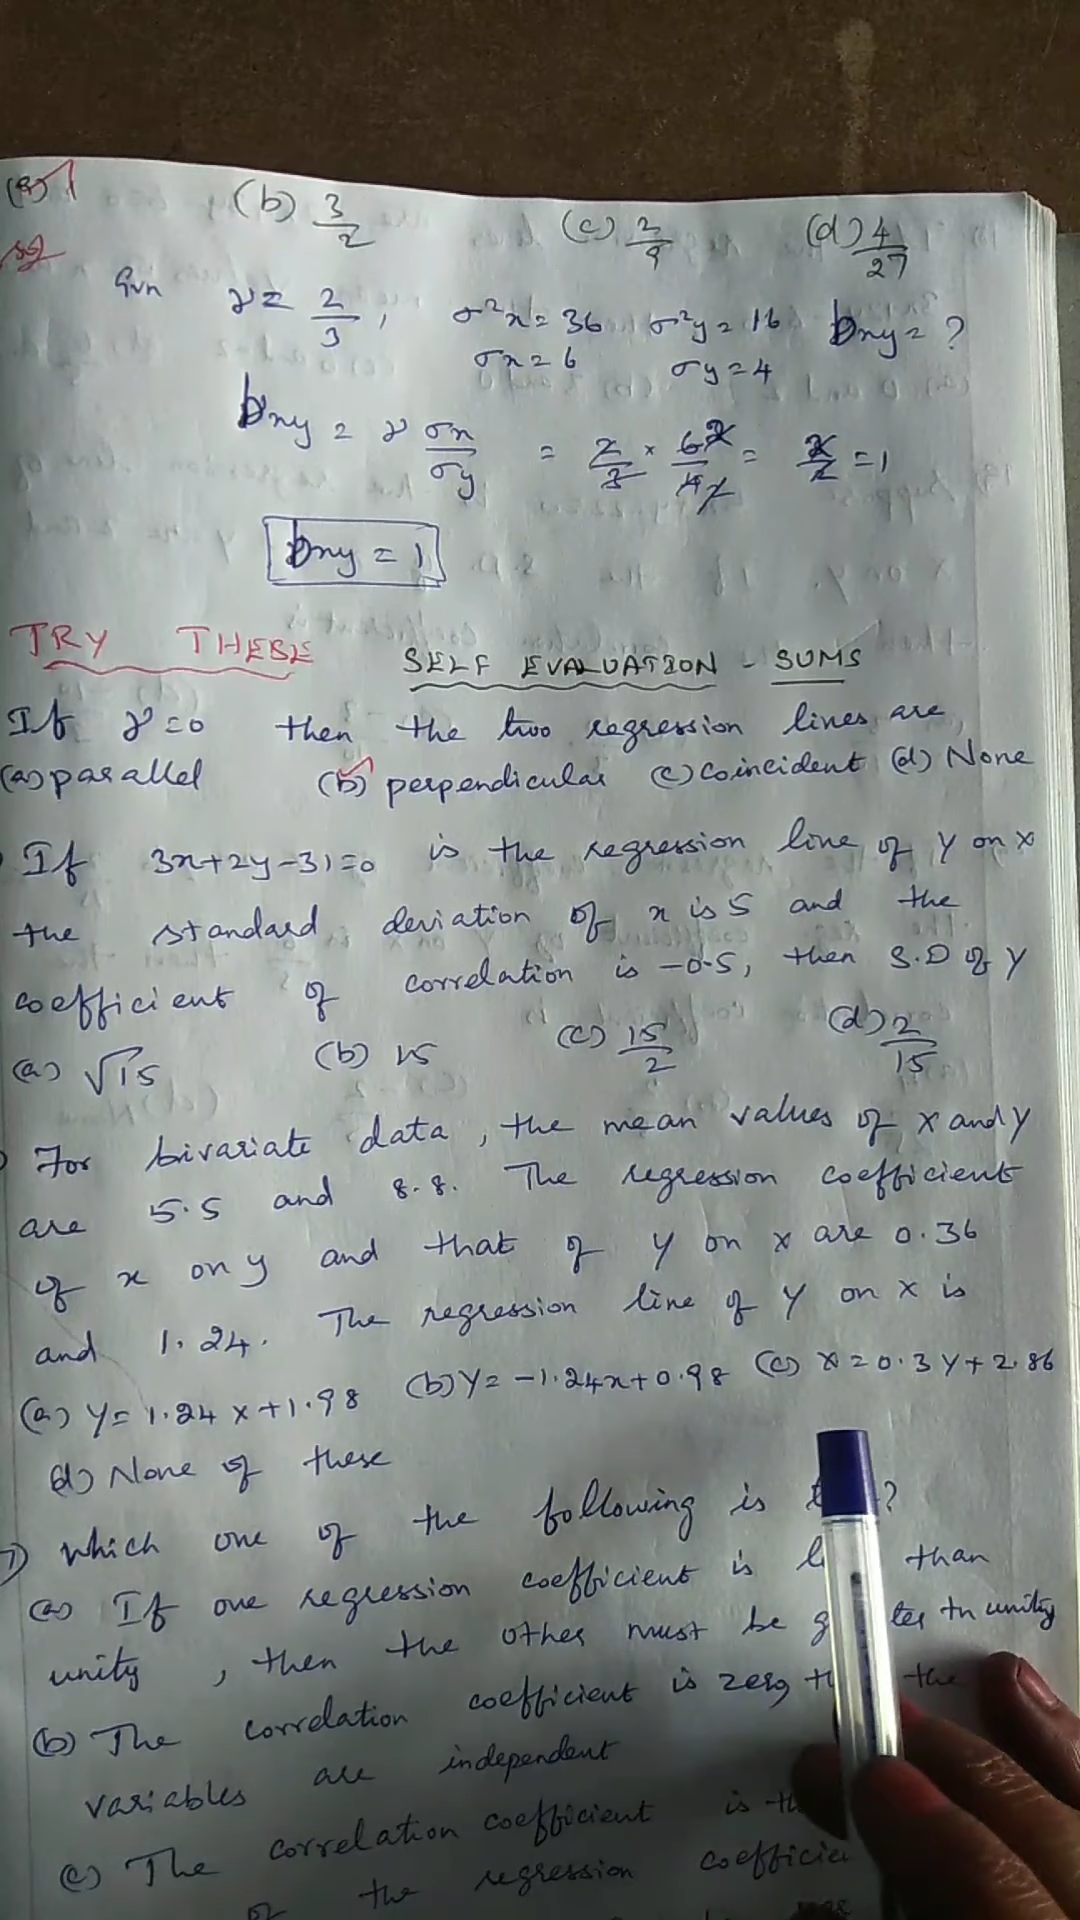 (a) 1 (b) 3/2 (c) 2/9 (d) 4/27
Givn γ = 2/3, σ²x = 36 σ²y = 16 bxy = ?
σx = 6 σy = 4
bxy = γ σx/σy = 2/3 × 6/4 = 2/2 = 1
bxy = 1
TRY THESE SELF EVALUATION - SUMS
If γ = 0 then the two regression lines are
(a) parallel (b) perpendicular (c) coincident (d) None
If 3x+2y-31=0 is the regression line of y on x
the standard deviation of x is 5 and the
coefficient of correlation is -0.5, then S.D of y
(a) √15 (b) 15 (c) 15/2 (d) 2/15
For bivariate data, the mean values of x and y
are 5.5 and 8.8. The regression coefficient
of x on y and that of y on x are 0.36
and 1.24. The regression line of y on x is
(a) y = 1.24 x + 1.98 (b) y = -1.24x + 0.98 (c) x = 0.3 y + 2.86
(d) None of these
which one of the following is ?
(a) If one regression coefficient is than
unity, then the other must be unity
(b) The correlation coefficient is zero the
variables are independent
(c) The correlation coefficient is
of the regression